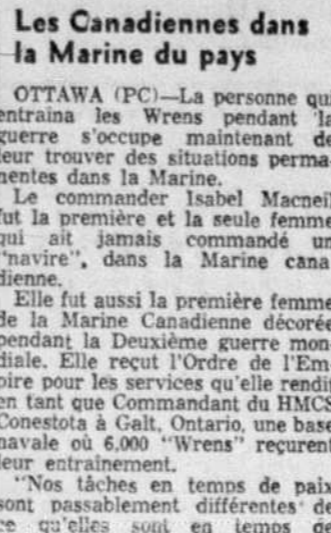 Les Canadiennes dans
la Marine du pays
OTTAWA (PC)—La personne qui
entraîna les Wrens pendant la
guerre s'occupe maintenant de
leur trouver des situations perma-
nentes dans la Marine.
Le commander Isabel Macneil
fut la première et la seule femme
qui ait jamais commandé un
"navire", dans la Marine cana-
dienne.
Elle fut aussi la première femme
de la Marine Canadienne décorée
pendant la Deuxième guerre mon-
diale. Elle reçut l'Ordre de l'Em-
pire pour les services qu'elle rendit
en tant que Commandant du HMCS
Conestota à Galt, Ontario, une base
navale où 6,000 "Wrens" reçurent
leur entraînement.
"Nos tâches en temps de paix
sont passablement différentes de
ce qu'elles sont en temps de